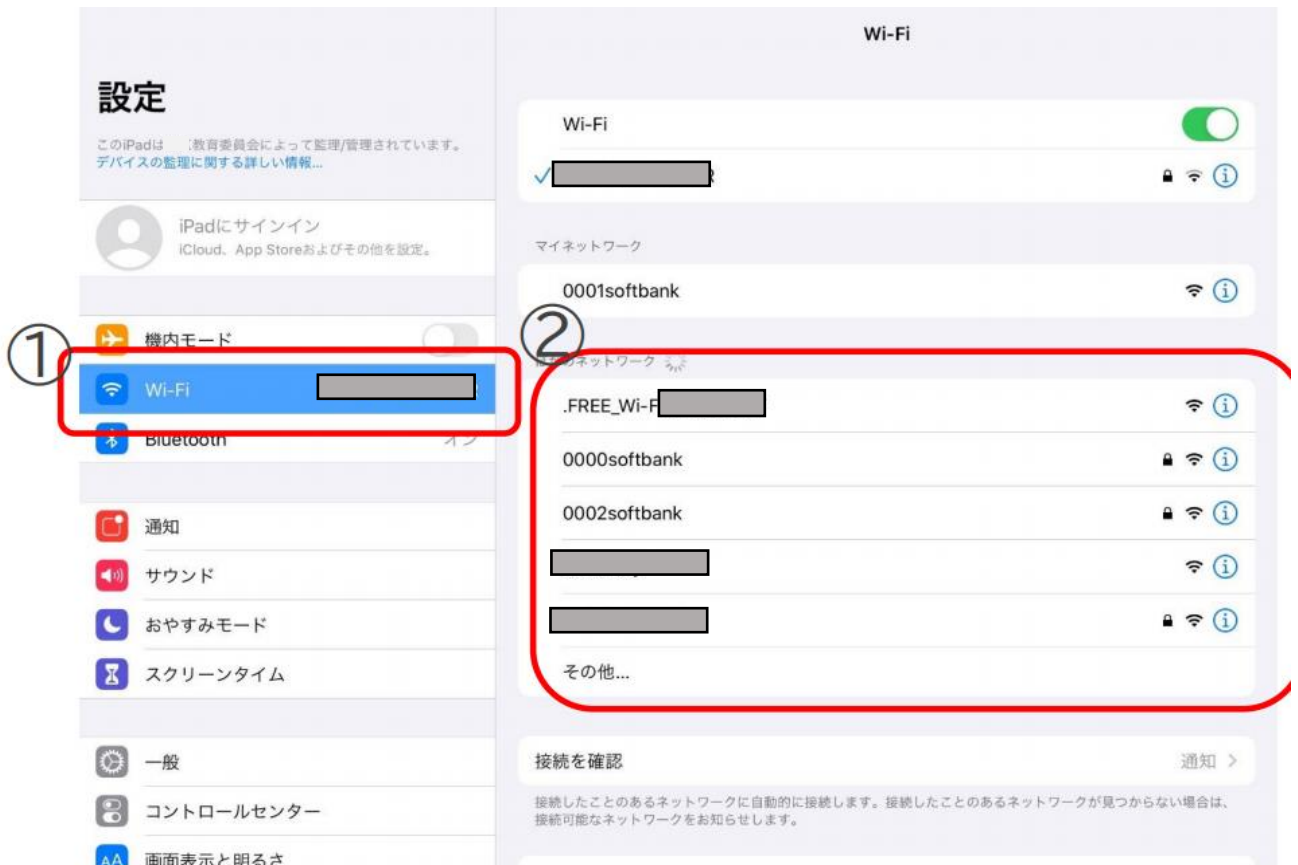 Wi-Fi
設定
このiPadは :教育委員会によって監理/管理されています。
デバイスの監理に関する詳しい情報...
iPadにサインイン
iCloud、App Storeおよびその他を設定。
①
機内モード
Wi-Fi
Bluetooth オン
通知
サウンド
おやすみモード
スクリーンタイム
一般
コントロールセンター
AA 画面表示と明るさ
Wi-Fi
マイネットワーク
0001softbank
②
ネットワーク
.FREE_Wi-F
0000softbank
0002softbank
その他...
接続を確認 通知
接続したことのあるネットワークに自動的に接続します。接続したことのあるネットワークが見つからない場合は、
接続可能なネットワークをお知らせします。